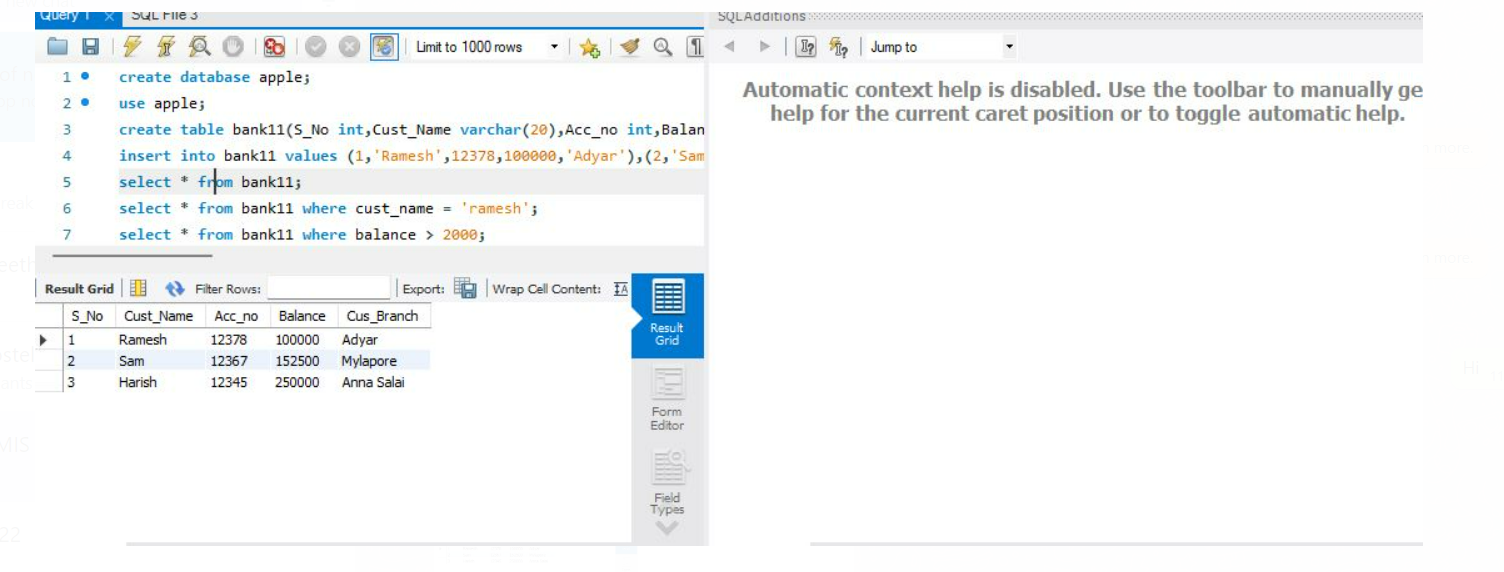 Query 1 × SQL File 3
Limit to 1000 rows
1 create database apple;
2 use apple;
3 create table bank11(S_No int,Cust_Name varchar(20),Acc_no int,Balan
4 insert into bank11 values (1,'Ramesh',12378,100000,'Adyar'),(2,'Sam
5 select * from bank11;
6 select * from bank11 where cust_name = 'ramesh';
7 select * from bank11 where balance > 2000;
Result Grid Filter Rows: Export: Wrap Cell Content:
S_No Cust_Name Acc_no Balance Cus_Branch
1 Ramesh 12378 100000 Adyar
2 Sam 12367 152500 Mylapore
3 Harish 12345 250000 Anna Salai
Result
Grid
Form
Editor
Field
Types
SQLAdditions
Jump to
Automatic context help is disabled. Use the toolbar to manually ge
help for the current caret position or to toggle automatic help.